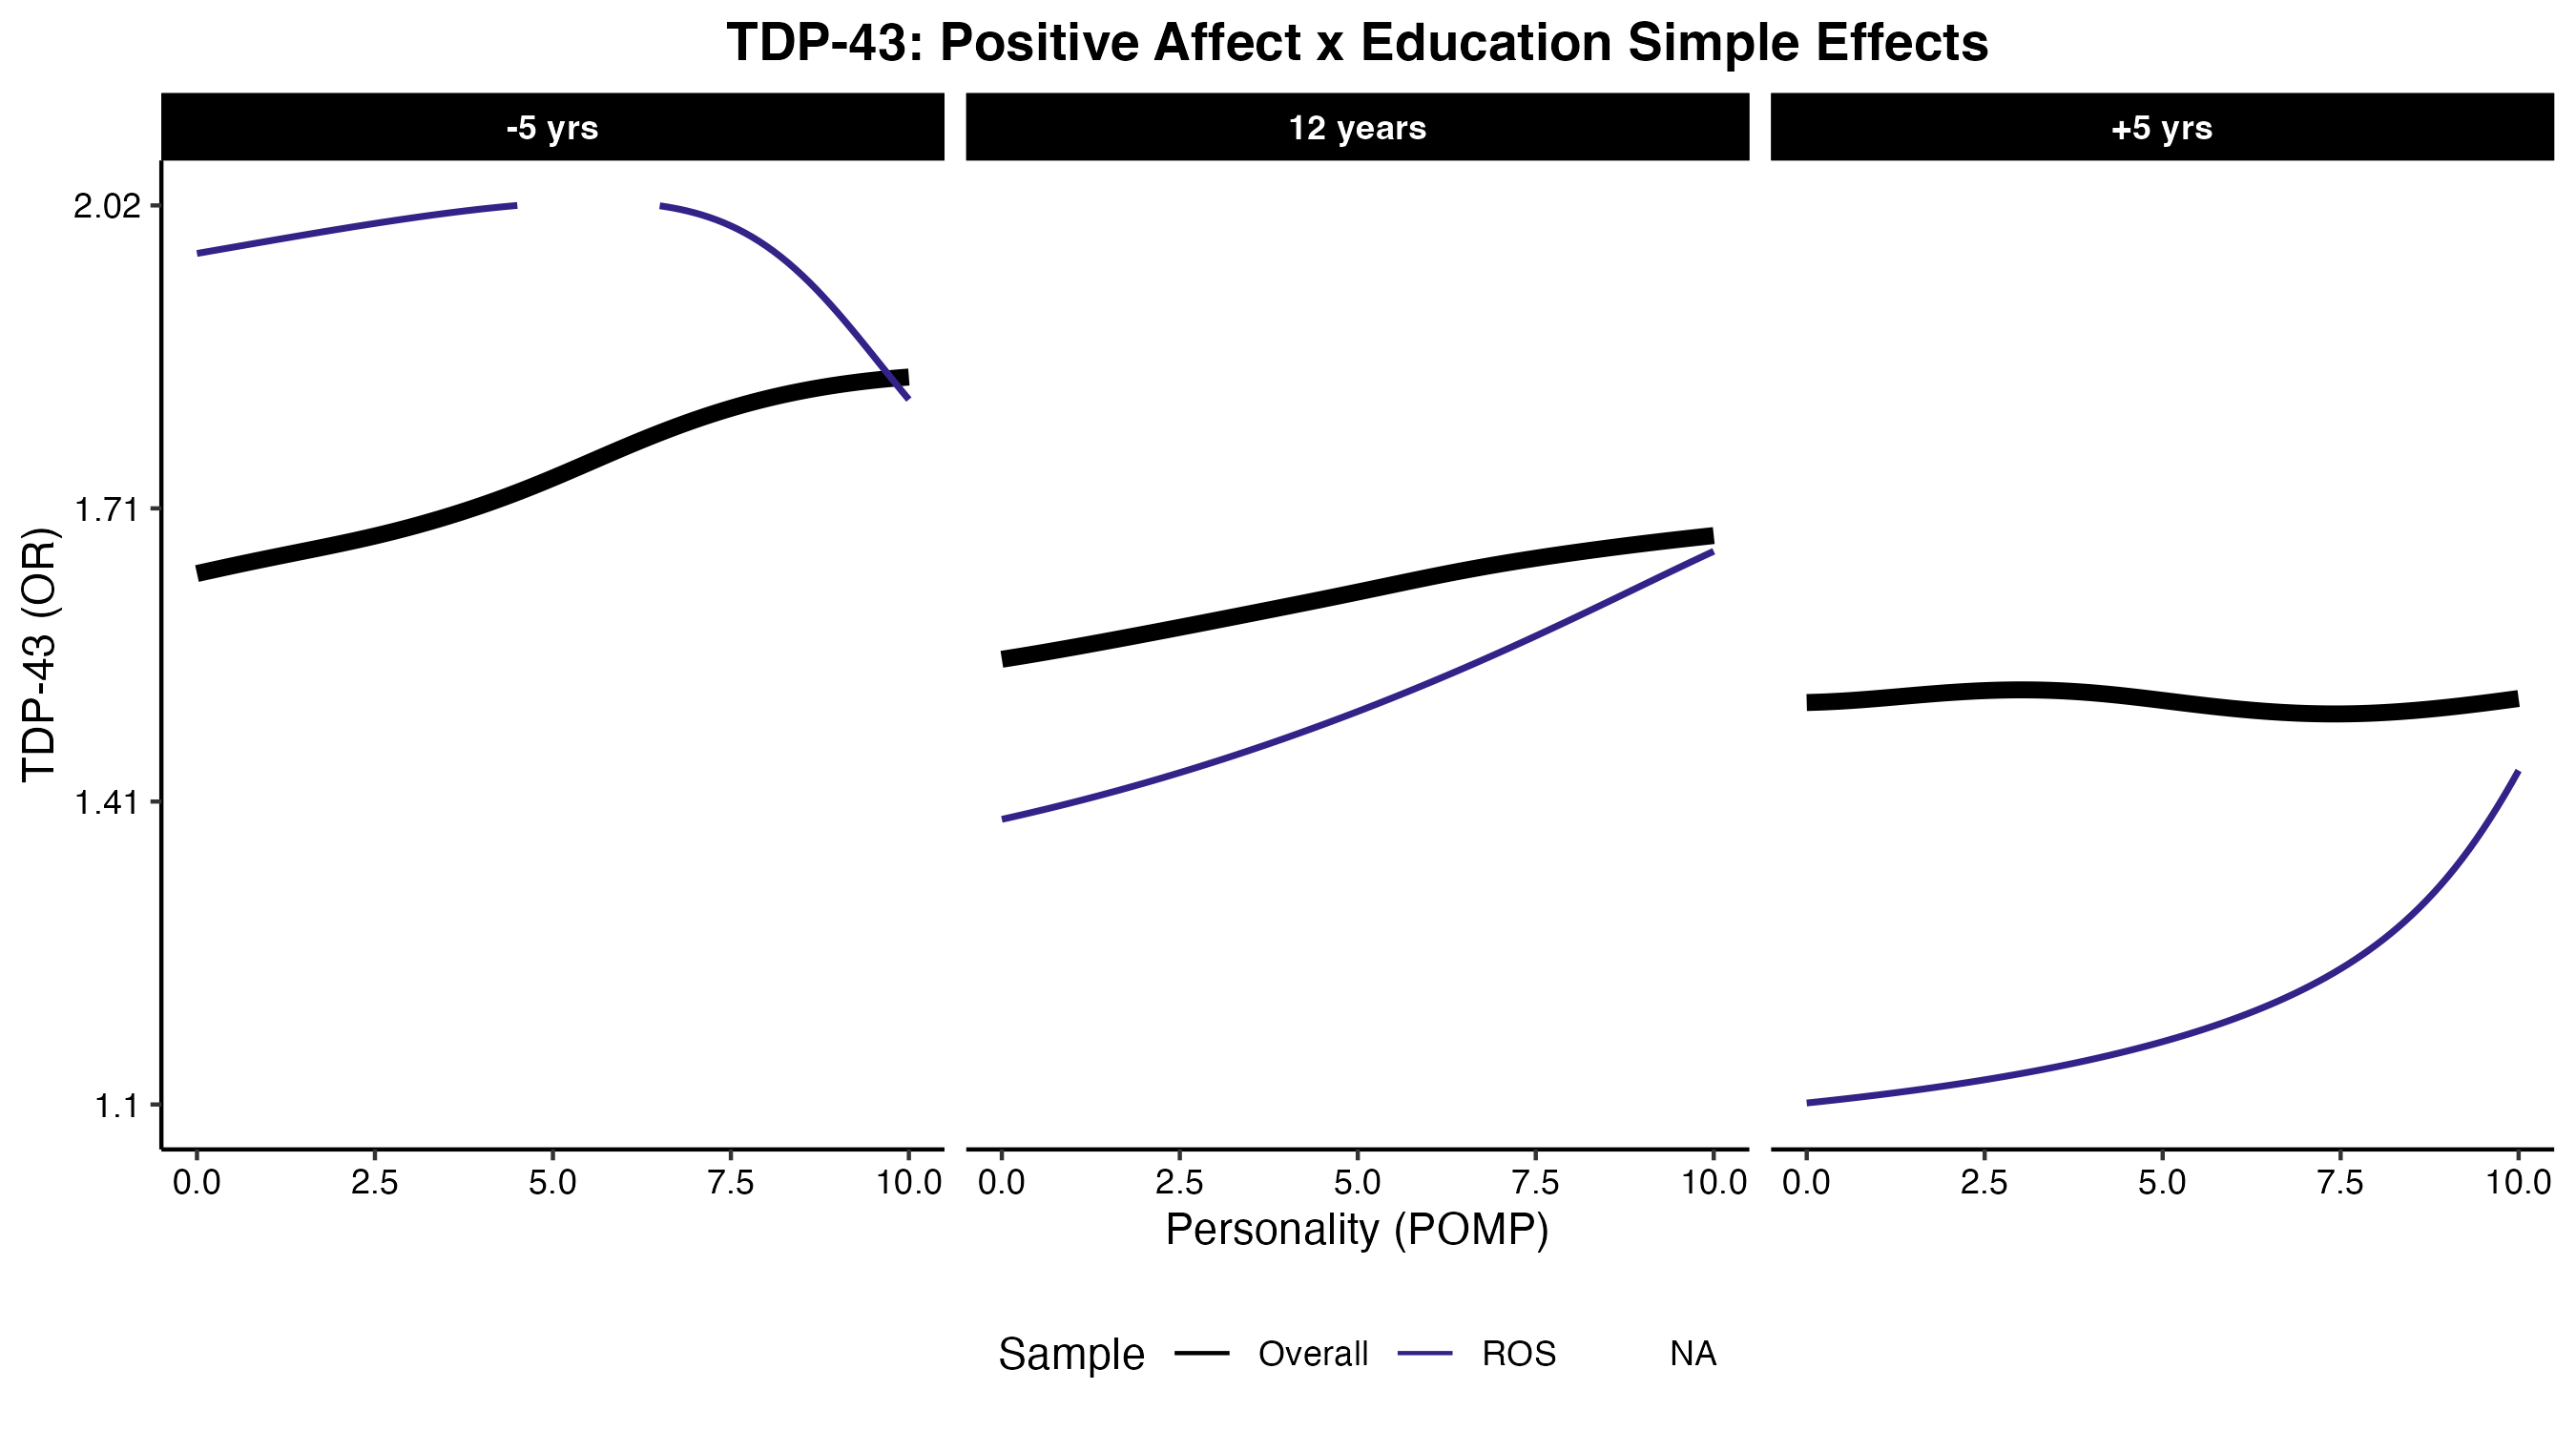 TDP-43: Positive Affect x Education Simple Effects
-5 yrs 12 years +5 yrs
2.02
1.71
1.41
1.1
TDP-43 (OR)
0.0 2.5 5.0 7.5 10.0 0.0 2.5 5.0 7.5 10.0 0.0 2.5 5.0 7.5 10.0
Personality (POMP)
Sample Overall ROS NA